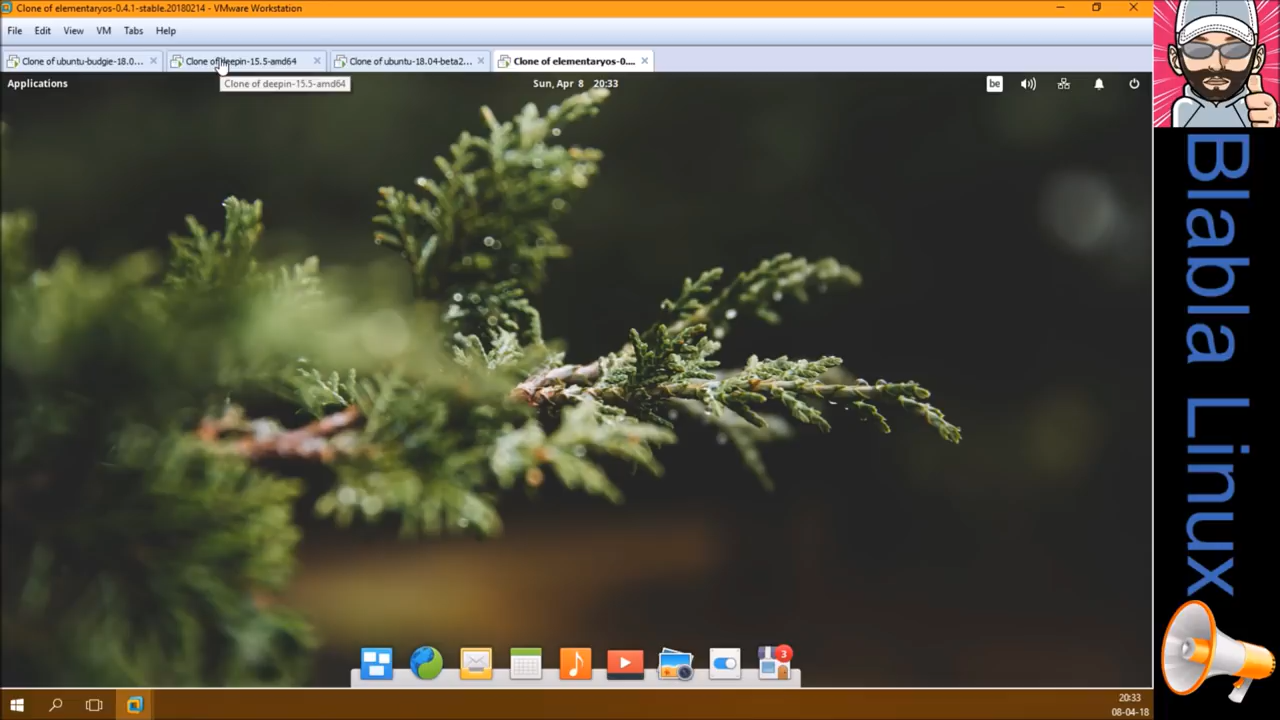 Clone of elementaryos-0.4.1-stable.20180214 - VMware Workstation
File Edit View VM Tabs Help
Clone of ubuntu-budgie-18.0... Clone of deepin-15.5-amd64 Clone of ubuntu-18.04-beta2... Clone of elementaryos-0....
Applications Clone of deepin-15.5-amd64 Sun, Apr 8 20:33 be
3
20:33
08-04-18
Blabla Linux